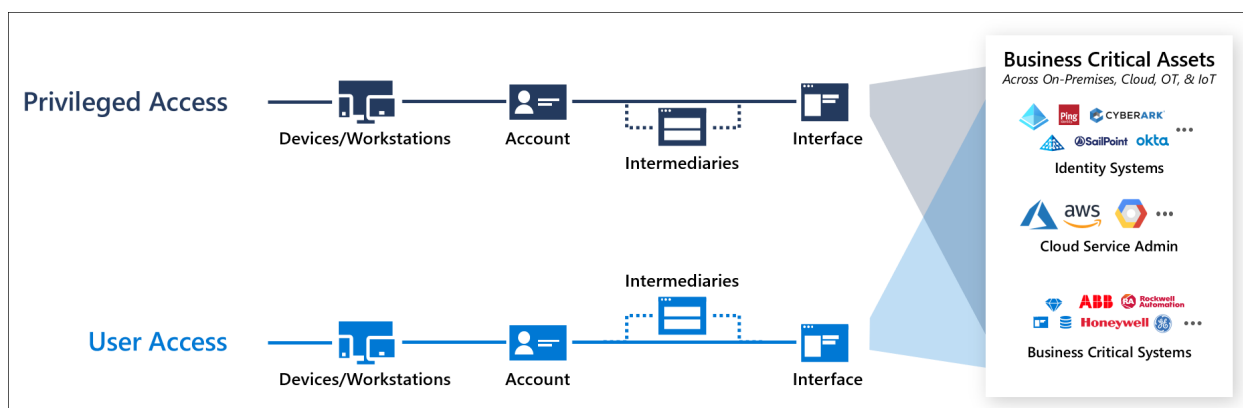 Business Critical Assets
Across On-Premises, Cloud, OT, & IoT
Privileged Access
Devices/Workstations
Account
Intermediaries
Interface
Ping
CYBERARK
SailPoint
okta
Identity Systems
aws
Cloud Service Admin
Intermediaries
User Access
Devices/Workstations
Account
Interface
ABB
RA
Rockwell
Automation
Honeywell
Business Critical Systems